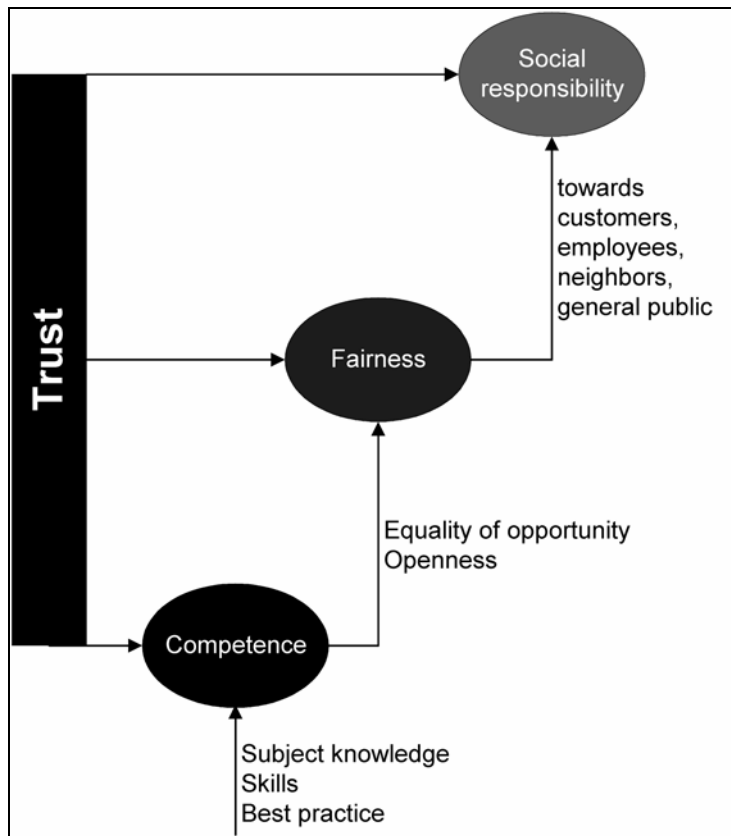 Social
responsibility
towards
customers,
employees,
neighbors,
general public
Trust
Fairness
Equality of opportunity
Openness
Competence
Subject knowledge
Skills
Best practice